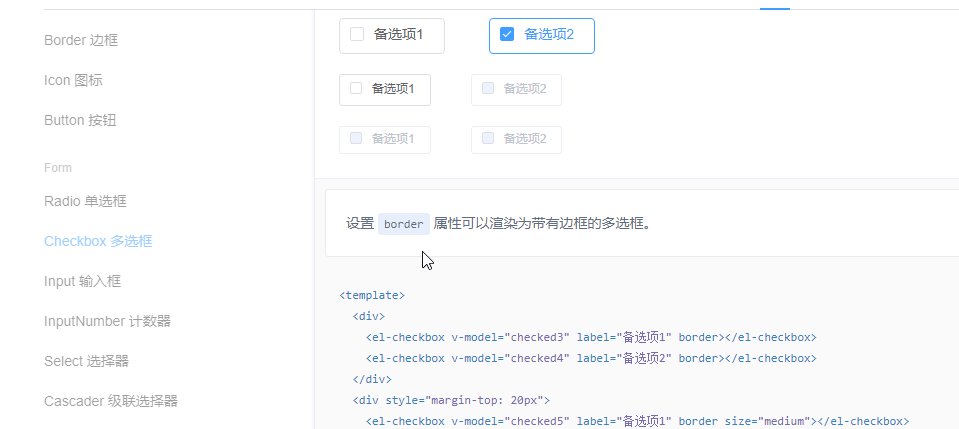 Border 边框
Icon 图标
Button 按钮
Form
Radio 单选框
Checkbox 多选框
Input 输入框
InputNumber 计数器
Select 选择器
Cascader 级联选择器
备选项1 备选项2
备选项1 备选项2
备选项1 备选项2
设置 border 属性可以渲染为带有边框的多选框。
<template>
<div>
<el-checkbox v-model="checked3" label="备选项1" border></el-checkbox>
<el-checkbox v-model="checked4" label="备选项2" border></el-checkbox>
</div>
<div style="margin-top: 20px">
<el-checkbox v-model="checked5" label="备选项1" border size="medium"></el-checkbox>